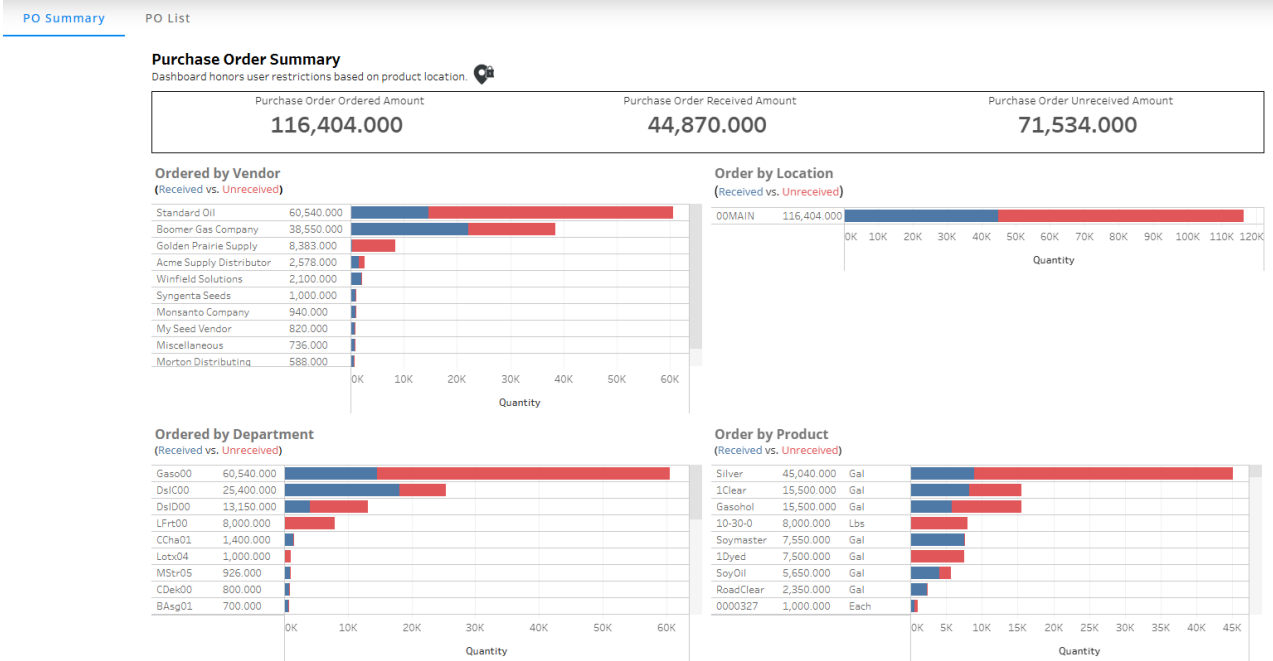 PO Summary PO List
Purchase Order Summary
Dashboard honors user restrictions based on product location.
Purchase Order Ordered Amount
116,404.000
Purchase Order Received Amount
44,870.000
Purchase Order Unreceived Amount
71,534.000
Ordered by Vendor
(Received vs. Unreceived)
Standard Oil 60,540.000
Boomer Gas Company 38,550.000
Golden Prairie Supply 8,383.000
Acme Supply Distributor 2,578.000
Winfield Solutions 2,100.000
Syngenta Seeds 1,000.000
Monsanto Company 940.000
My Seed Vendor 820.000
Miscellaneous 736.000
Morton Distributing 588.000
0K 10K 20K 30K 40K 50K 60K
Quantity
Order by Location
(Received vs. Unreceived)
00MAIN 116,404.000
0K 10K 20K 30K 40K 50K 60K 70K 80K 90K 100K 110K 120K
Quantity
Ordered by Department
(Received vs. Unreceived)
Gaso00 60,540.000
DslC00 25,400.000
DslD00 13,150.000
LFrt00 8,000.000
CCha01 1,400.000
Lotx04 1,000.000
MStr05 926.000
CDek00 800.000
BAsg01 700.000
0K 10K 20K 30K 40K 50K 60K
Quantity
Order by Product
(Received vs. Unreceived)
Silver 45,040.000 Gal
1Clear 15,500.000 Gal
Gasohol 15,500.000 Gal
10-30-0 8,000.000 Lbs
Soymaster 7,550.000 Gal
1Dyed 7,500.000 Gal
SoyOil 5,650.000 Gal
RoadClear 2,350.000 Gal
0000327 1,000.000 Each
0K 5K 10K 15K 20K 25K 30K 35K 40K 45K
Quantity